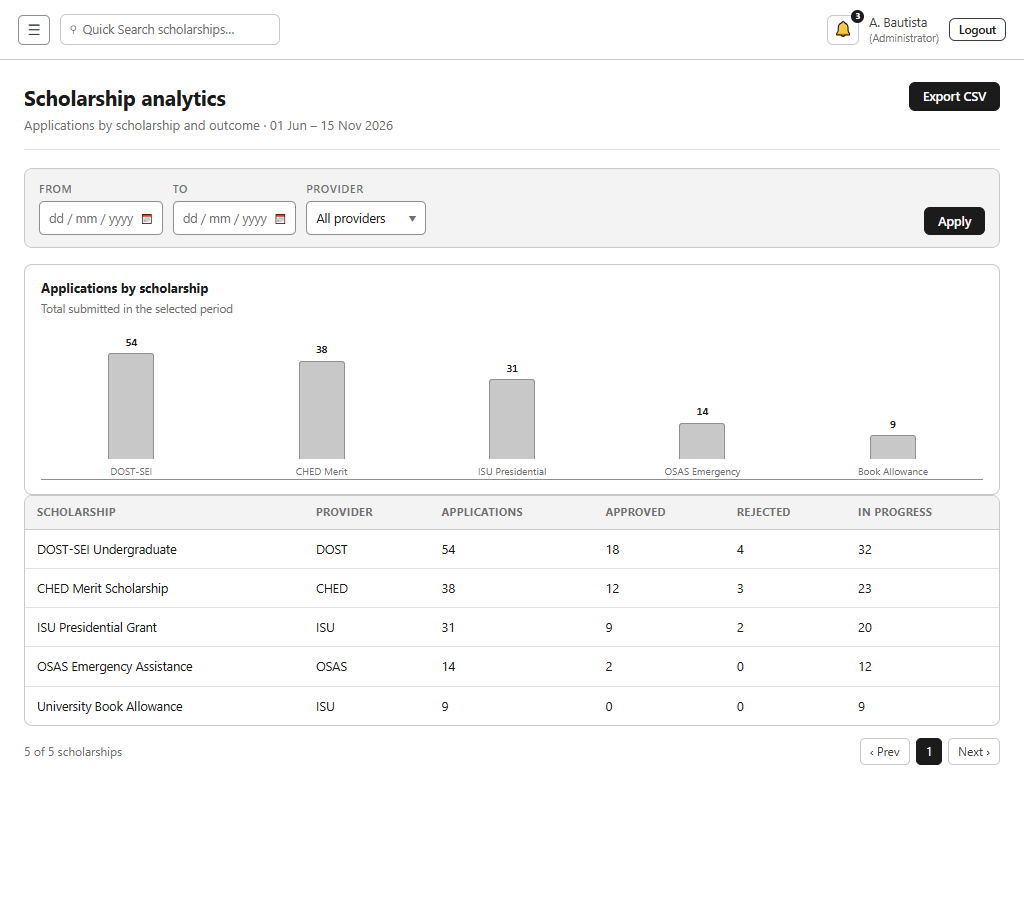 ☰ Quick Search scholarships...
3
A. Bautista
(Administrator)
Logout
Scholarship analytics
Export CSV
Applications by scholarship and outcome · 01 Jun – 15 Nov 2026
FROM TO PROVIDER
dd / mm / yyyy dd / mm / yyyy All providers ▼
Apply
Applications by scholarship
Total submitted in the selected period
54 38 31 14 9
DOST-SEI CHED Merit ISU Presidential OSAS Emergency Book Allowance
SCHOLARSHIP PROVIDER APPLICATIONS APPROVED REJECTED IN PROGRESS
DOST-SEI Undergraduate DOST 54 18 4 32
CHED Merit Scholarship CHED 38 12 3 23
ISU Presidential Grant ISU 31 9 2 20
OSAS Emergency Assistance OSAS 14 2 0 12
University Book Allowance ISU 9 0 0 9
5 of 5 scholarships ‹ Prev 1 Next ›